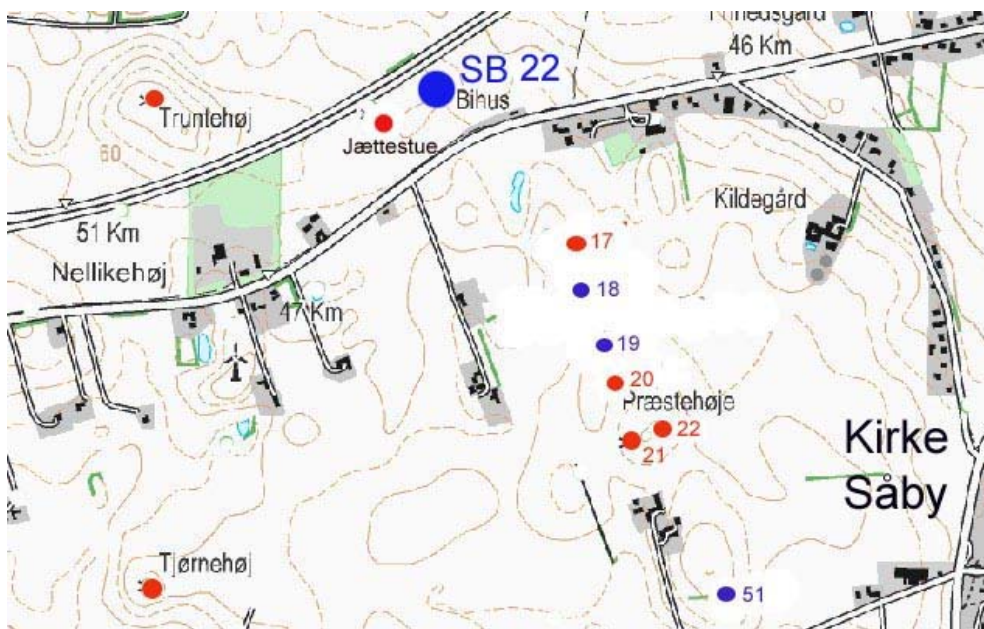 46 Km
SB 22
Bihus
Truntehøj
Jættestue
60
Kildegård
51 Km
17
Nellikehøj
18
47 Km
19
20
Præstehøje
22
21
Kirke
Såby
Tjørnehøj
51